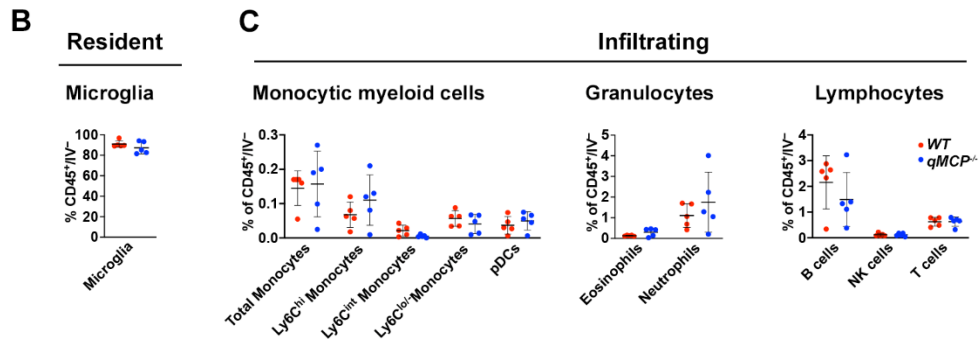 B
Resident
Microglia
% CD45⁺/IV⁻
100
80
60
40
20
0
Microglia
C
Infiltrating
Monocytic myeloid cells
% of CD45⁺/IV⁻
0.3
0.2
0.1
0.0
Total Monocytes
Ly6Cʰⁱ Monocytes
Ly6Cⁱⁿᵗ Monocytes
Ly6Cˡᵒ/⁻ Monocytes
pDCs
Granulocytes
% of CD45⁺/IV⁻
5
4
3
2
1
0
Eosinophils
Neutrophils
Lymphocytes
% of CD45⁺/IV⁻
4
3
2
1
0
B cells
NK cells
T cells
WT
qMCP⁻/⁻